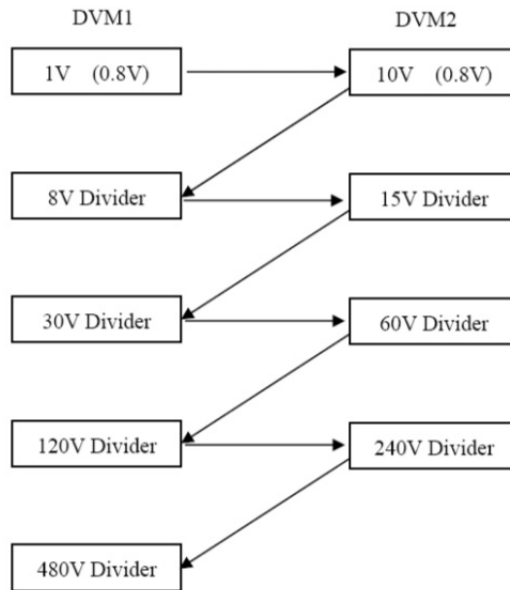 DVM1
DVM2
1V (0.8V)
10V (0.8V)
8V Divider
15V Divider
30V Divider
60V Divider
120V Divider
240V Divider
480V Divider